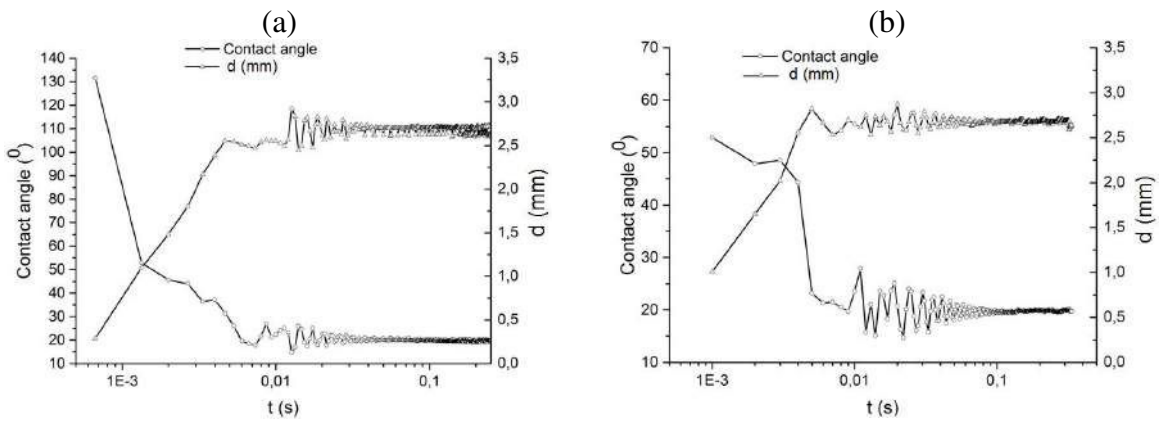 (a)
Contact angle
d (mm)
140
130
120
110
100
90
80
70
60
50
40
30
20
10
Contact angle (⁰)
3,5
3,0
2,5
2,0
1,5
1,0
0,5
0,0
d (mm)
1E-3
0,01
0,1
t (s)
(b)
Contact angle
d (mm)
70
60
50
40
30
20
10
Contact angle (⁰)
3,5
3,0
2,5
2,0
1,5
1,0
0,5
0,0
d (mm)
1E-3
0,01
0,1
t (s)